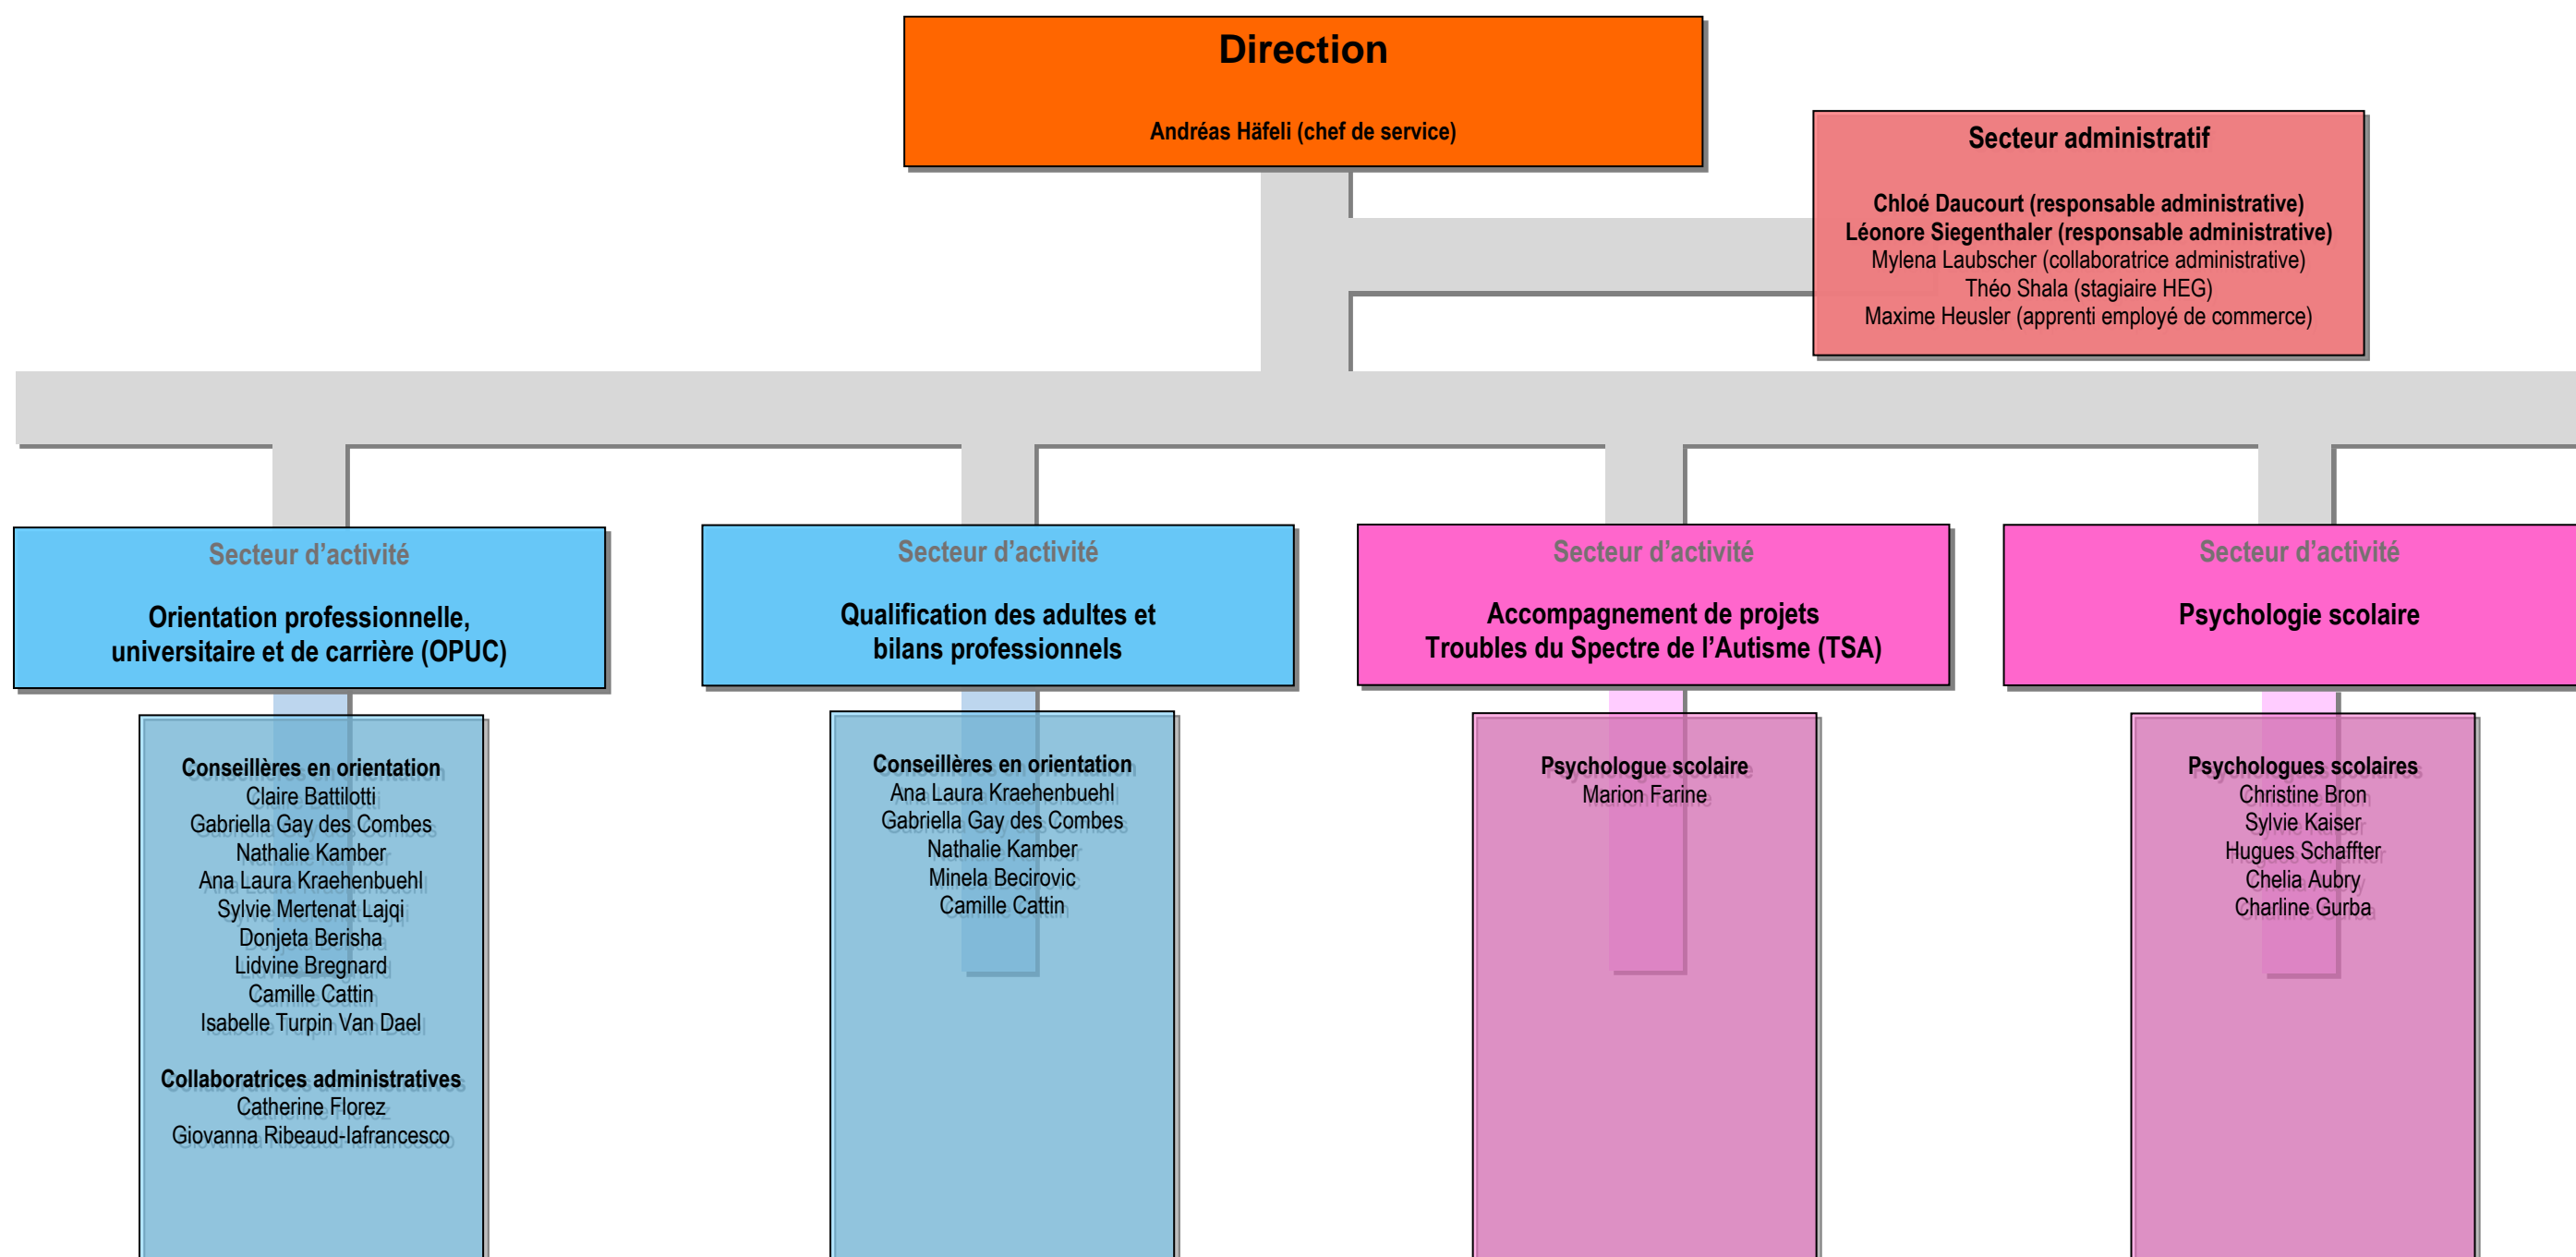 Direction
Andréas Häfeli (chef de service)
Secteur administratif
Chloé Daucourt (responsable administrative)
Léonore Siegenthaler (responsable administrative)
Mylena Laubscher (collaboratrice administrative)
Théo Shala (stagiaire HEG)
Maxime Heusler (apprenti employé de commerce)
Secteur d’activité
Orientation professionnelle,
universitaire et de carrière (OPUC)
Conseillères en orientation
Claire Battilotti
Gabriella Gay des Combes
Nathalie Kamber
Ana Laura Kraehenbuehl
Sylvie Mertenat Lajqi
Donjeta Berisha
Lidvine Bregnard
Camille Cattin
Isabelle Turpin Van Dael
Collaboratrices administratives
Catherine Florez
Giovanna Ribeaud-Iafrancesco
Secteur d’activité
Qualification des adultes et
bilans professionnels
Conseillères en orientation
Ana Laura Kraehenbuehl
Gabriella Gay des Combes
Nathalie Kamber
Minela Becirovic
Camille Cattin
Secteur d’activité
Accompagnement de projets
Troubles du Spectre de l’Autisme (TSA)
Psychologue scolaire
Marion Farine
Secteur d’activité
Psychologie scolaire
Psychologues scolaires
Christine Bron
Sylvie Kaiser
Hugues Schaffter
Chelia Aubry
Charline Gurba